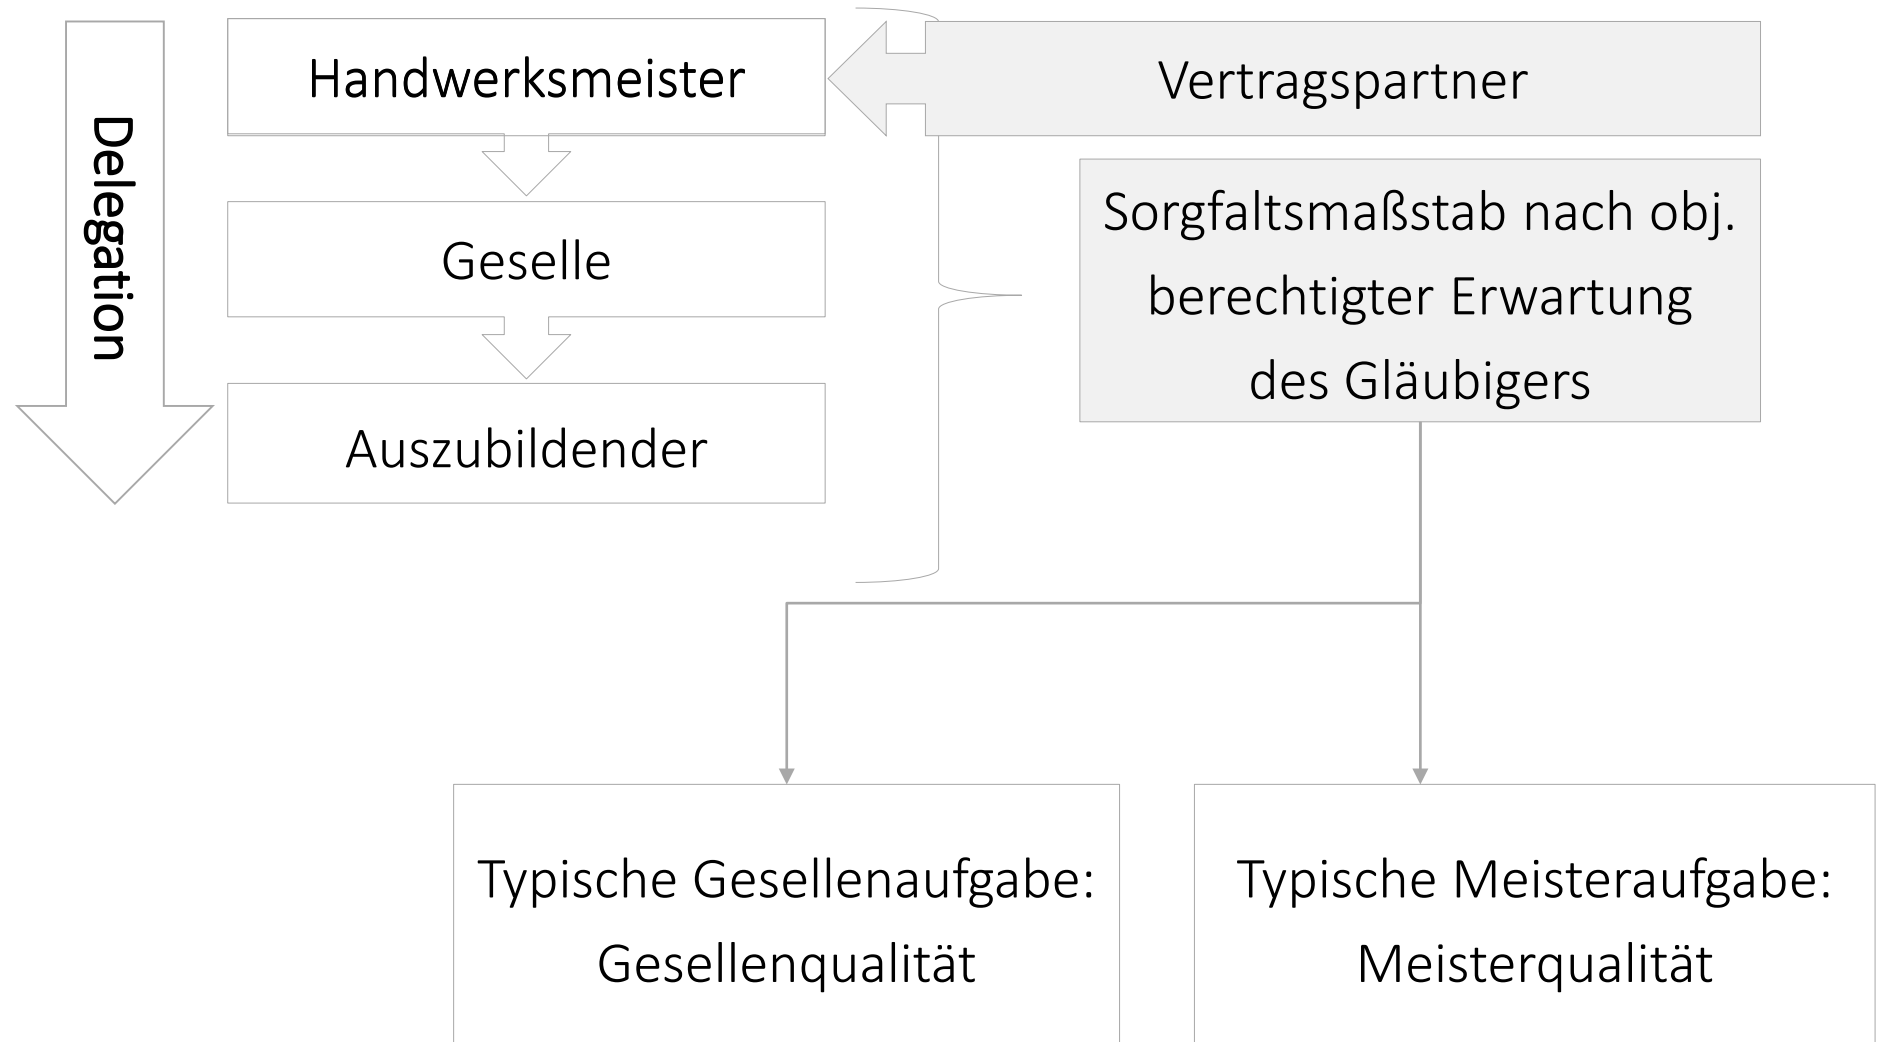 Delegation
Handwerksmeister
Vertragspartner
Geselle
Auszubildender
Sorgfaltsmaßstab nach obj.
berechtigter Erwartung
des Gläubigers
Typische Gesellenaufgabe:
Gesellenqualität
Typische Meisteraufgabe:
Meisterqualität